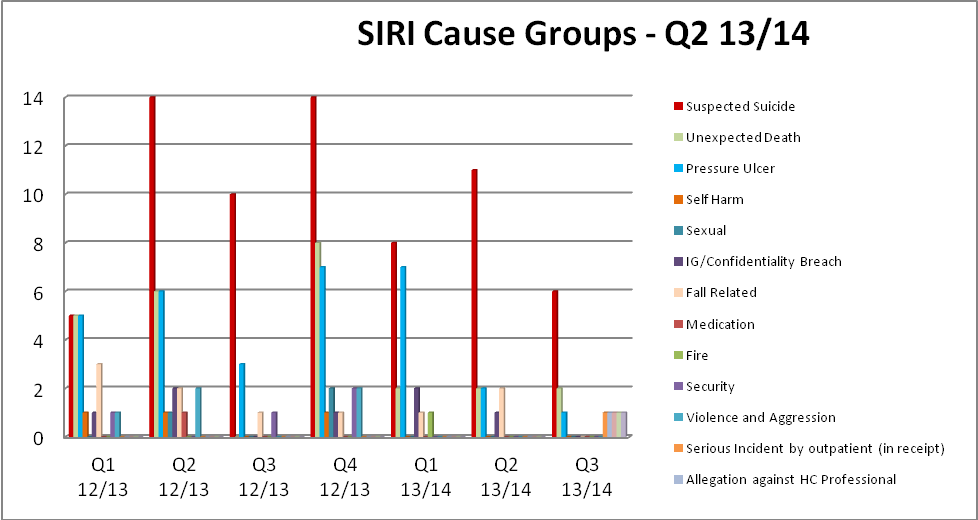 SIRI Cause Groups - Q2 13/14
14
12
10
8
6
4
2
0
Q1 Q2 Q3 Q4 Q1 Q2 Q3
12/13 12/13 12/13 12/13 13/14 13/14 13/14
Suspected Suicide
Unexpected Death
Pressure Ulcer
Self Harm
Sexual
IG/Confidentiality Breach
Fall Related
Medication
Fire
Security
Violence and Aggression
Serious Incident by outpatient (in receipt)
Allegation against HC Professional